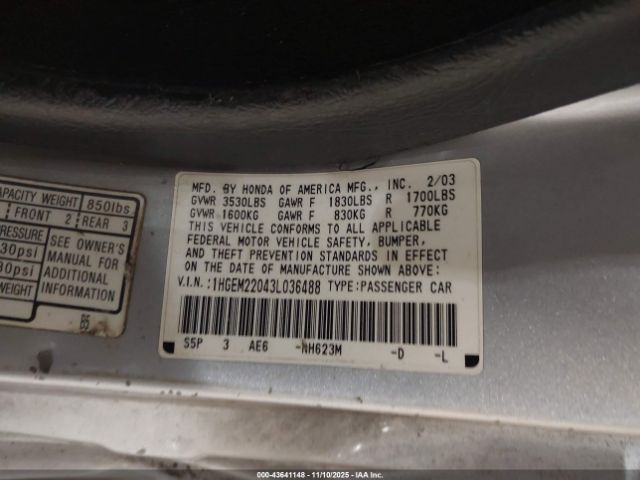 APACITY WEIGHT 850lbs
FRONT 2 REAR 3
PRESSURE
30psi
30psi
WEIGHT
SEE OWNER'S
MANUAL FOR
ADDITIONAL
INFORMATION
MFD. BY HONDA OF AMERICA MFG., INC. 2/03
GVWR 3530LBS GAWR F 1830LBS R 1700LBS
GVWR 1600KG GAWR F 830KG R 770KG
THIS VEHICLE CONFORMS TO ALL APPLICABLE
FEDERAL MOTOR VEHICLE SAFETY, BUMPER,
AND THEFT PREVENTION STANDARDS IN EFFECT
ON THE DATE OF MANUFACTURE SHOWN ABOVE:
V.I.N.:1HGEM22043L036488 TYPE:PASSENGER CAR
S5P 3 AE6 -NH623M -D -L
000-43641148 - 11/10/2025 - IAA Inc.